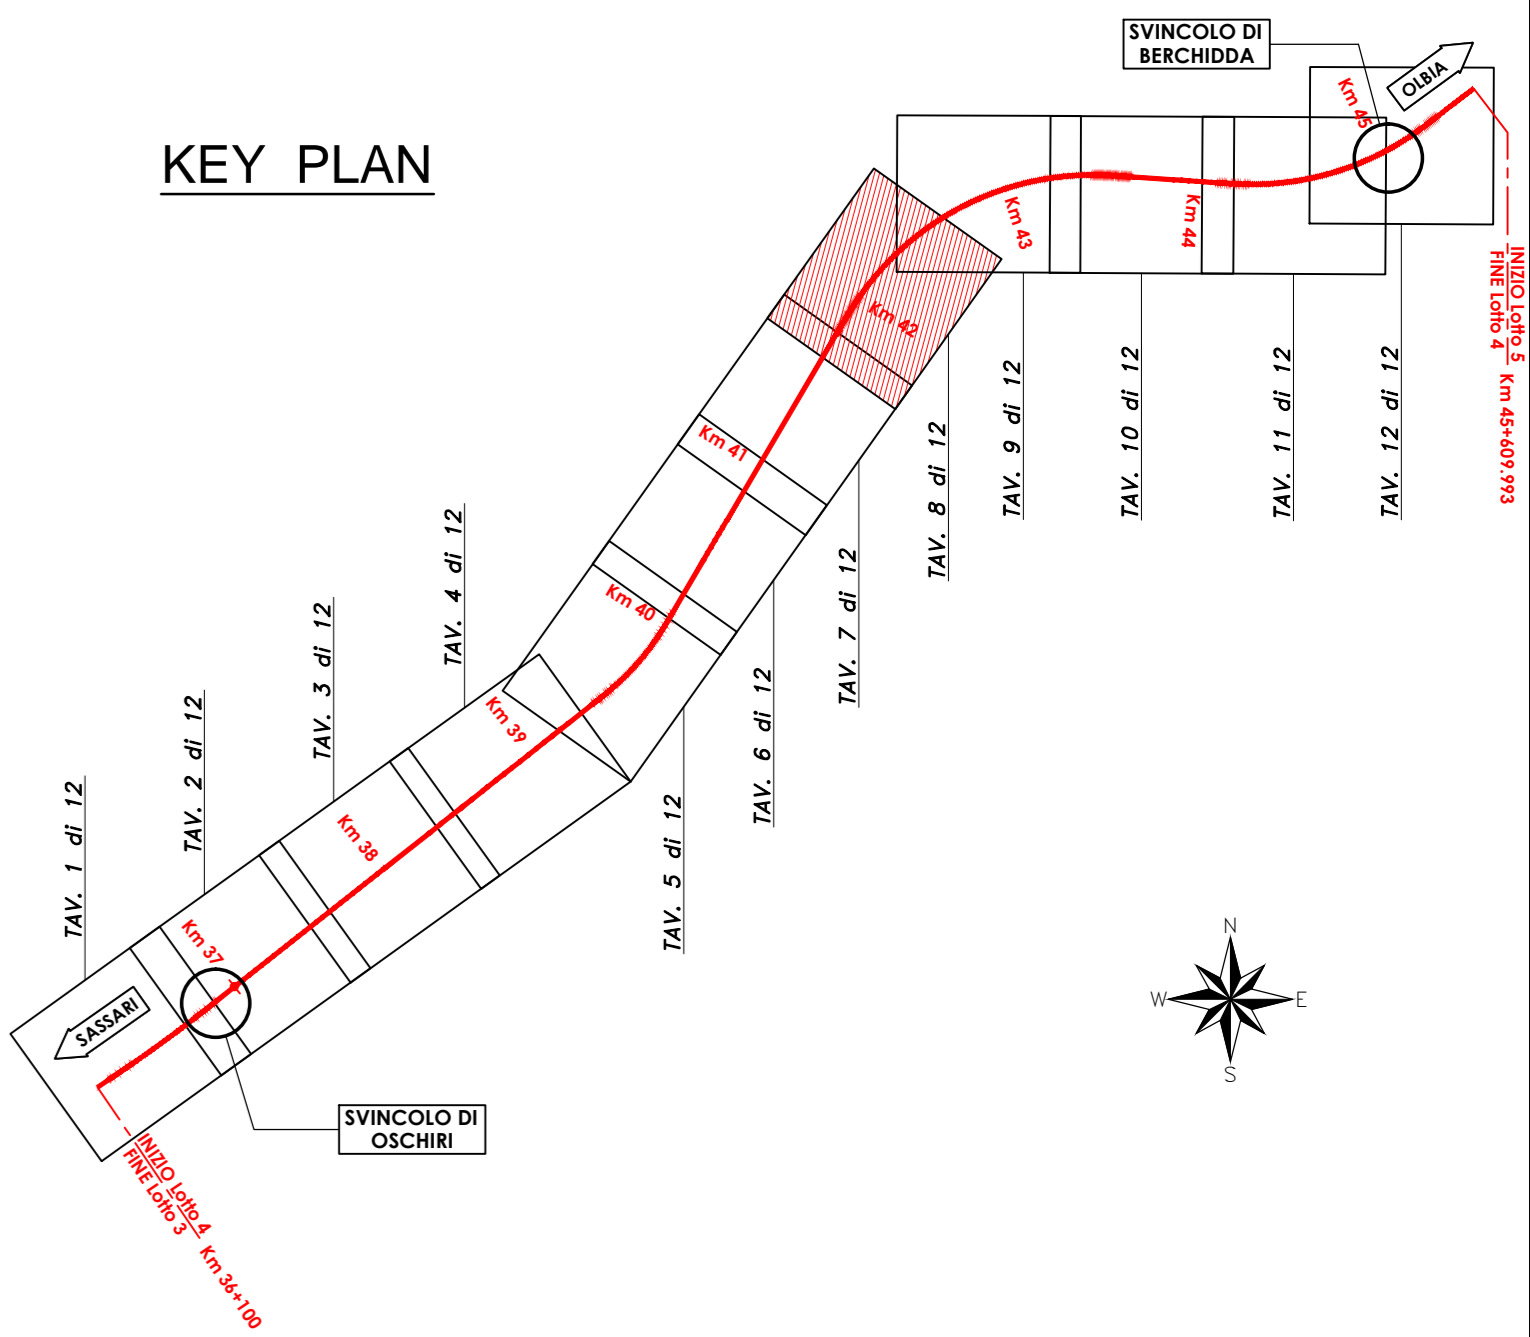 KEY PLAN
SVINCOLO DI
BERCHIDDA
OLBIA
Km 45
Km 44
Km 43
Km 42
INIZIO Lotto 5
FINE Lotto 4
Km 45+609.993
Km 41
Km 40
Km 39
Km 38
Km 37
TAV. 1 di 12
TAV. 2 di 12
TAV. 3 di 12
TAV. 4 di 12
TAV. 5 di 12
TAV. 6 di 12
TAV. 7 di 12
TAV. 8 di 12
TAV. 9 di 12
TAV. 10 di 12
TAV. 11 di 12
TAV. 12 di 12
SASSARI
SVINCOLO DI
OSCHIRI
INIZIO Lotto 4
FINE Lotto 3
Km 36+100
N
W
E
S